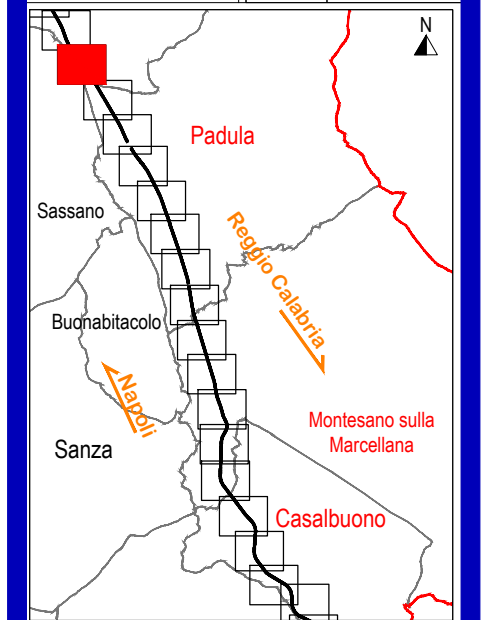 N
Padula
Sassano
Reggio Calabria
Buonabitacolo
Napoli
Montesano sulla
Marcellana
Sanza
Casalbuono